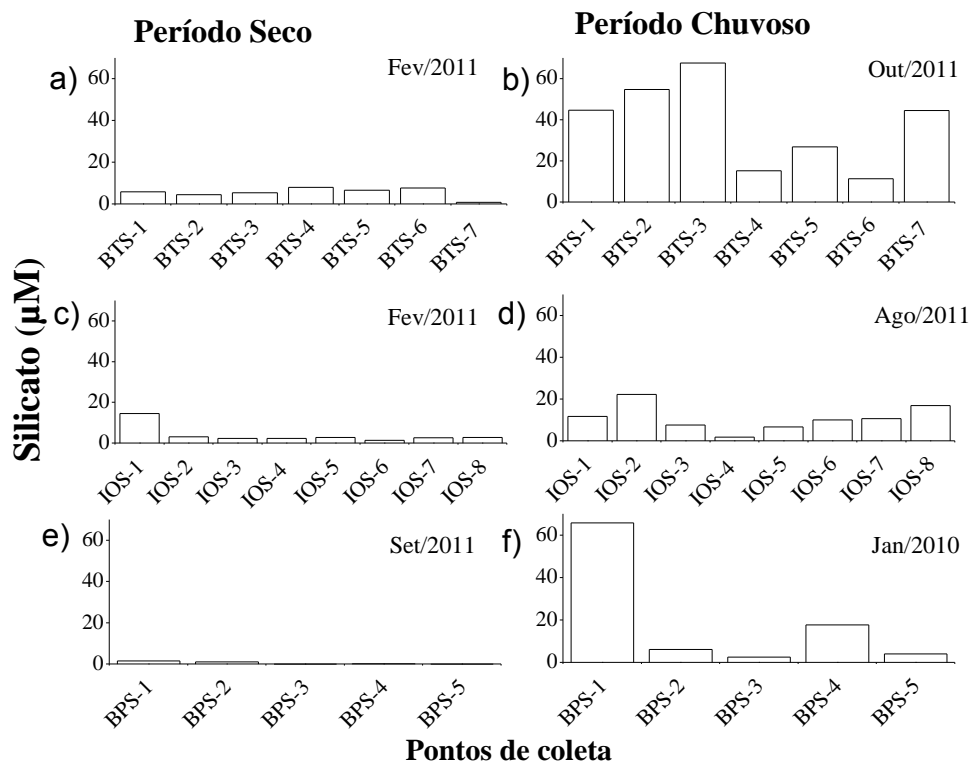 Período Seco
Período Chuvoso
Silicato (µM)
a)
Fev/2011
60
40
20
0
BTS-1 BTS-2 BTS-3 BTS-4 BTS-5 BTS-6 BTS-7
b)
Out/2011
60
40
20
0
BTS-1 BTS-2 BTS-3 BTS-4 BTS-5 BTS-6 BTS-7
c)
Fev/2011
60
40
20
0
IOS-1 IOS-2 IOS-3 IOS-4 IOS-5 IOS-6 IOS-7 IOS-8
d)
Ago/2011
60
40
20
0
IOS-1 IOS-2 IOS-3 IOS-4 IOS-5 IOS-6 IOS-7 IOS-8
e)
Set/2011
60
40
20
0
BPS-1 BPS-2 BPS-3 BPS-4 BPS-5
f)
Jan/2010
60
40
20
0
BPS-1 BPS-2 BPS-3 BPS-4 BPS-5
Pontos de coleta